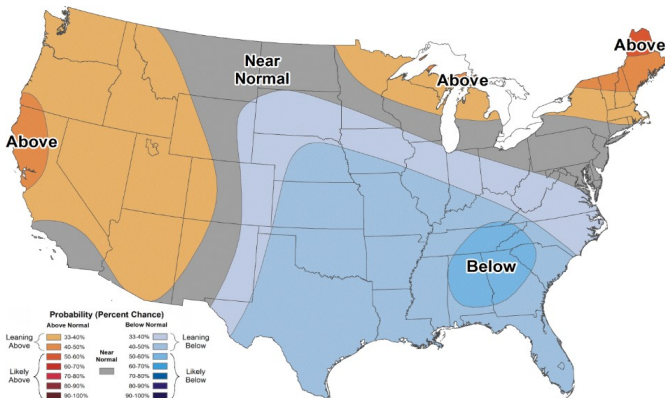 Above
Near
Normal
Above
Above
Below
Probability (Percent Chance)
Above Normal
Below Normal
Leaning
Above
33-40%
40-50%
Likely
Above
50-60%
60-70%
70-80%
80-90%
90-100%
Near
Normal
33-40%
40-50%
Leaning
Below
50-60%
60-70%
70-80%
80-90%
90-100%
Likely
Below